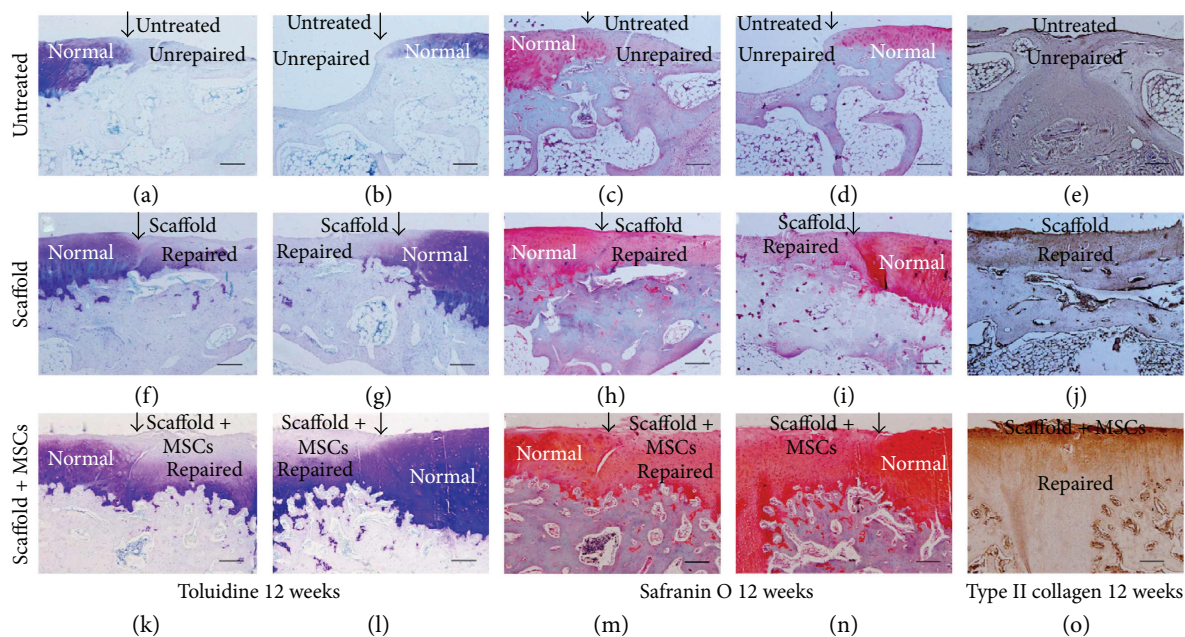 Untreated
Untreated
Normal
Unrepaired
Untreated
Unrepaired
Normal
Untreated
Normal
Unrepaired
Untreated
Unrepaired
Normal
Untreated
Unrepaired
(a)
(b)
(c)
(d)
(e)
Scaffold
Scaffold
Normal
Repaired
Scaffold
Repaired
Normal
Scaffold
Normal
Repaired
Scaffold
Repaired
Normal
Scaffold
Repaired
(f)
(g)
(h)
(i)
(j)
Scaffold + MSCs
Scaffold +
MSCs
Normal
Repaired
Scaffold +
MSCs
Repaired
Normal
Scaffold +
MSCs
Normal
Repaired
Scaffold +
MSCs
Normal
Scaffold + MSCs
Repaired
Toluidine 12 weeks
Safranin O 12 weeks
Type II collagen 12 weeks
(k)
(l)
(m)
(n)
(o)